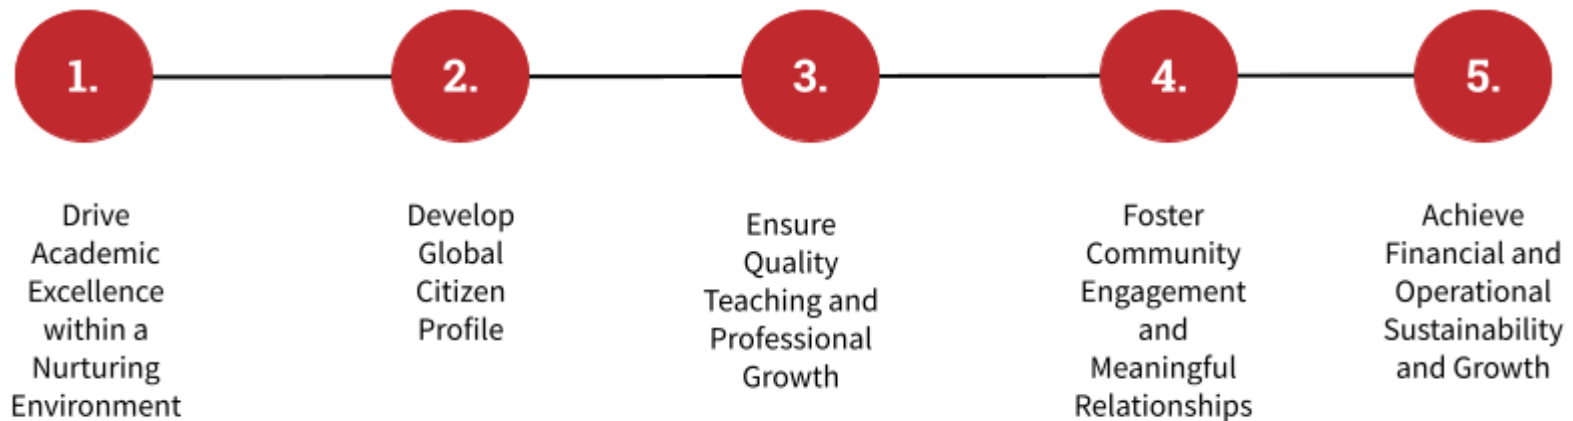 1.
2.
3.
4.
5.
Drive
Academic
Excellence
within a
Nurturing
Environment
Develop
Global
Citizen
Profile
Ensure
Quality
Teaching and
Professional
Growth
Foster
Community
Engagement
and
Meaningful
Relationships
Achieve
Financial and
Operational
Sustainability
and Growth